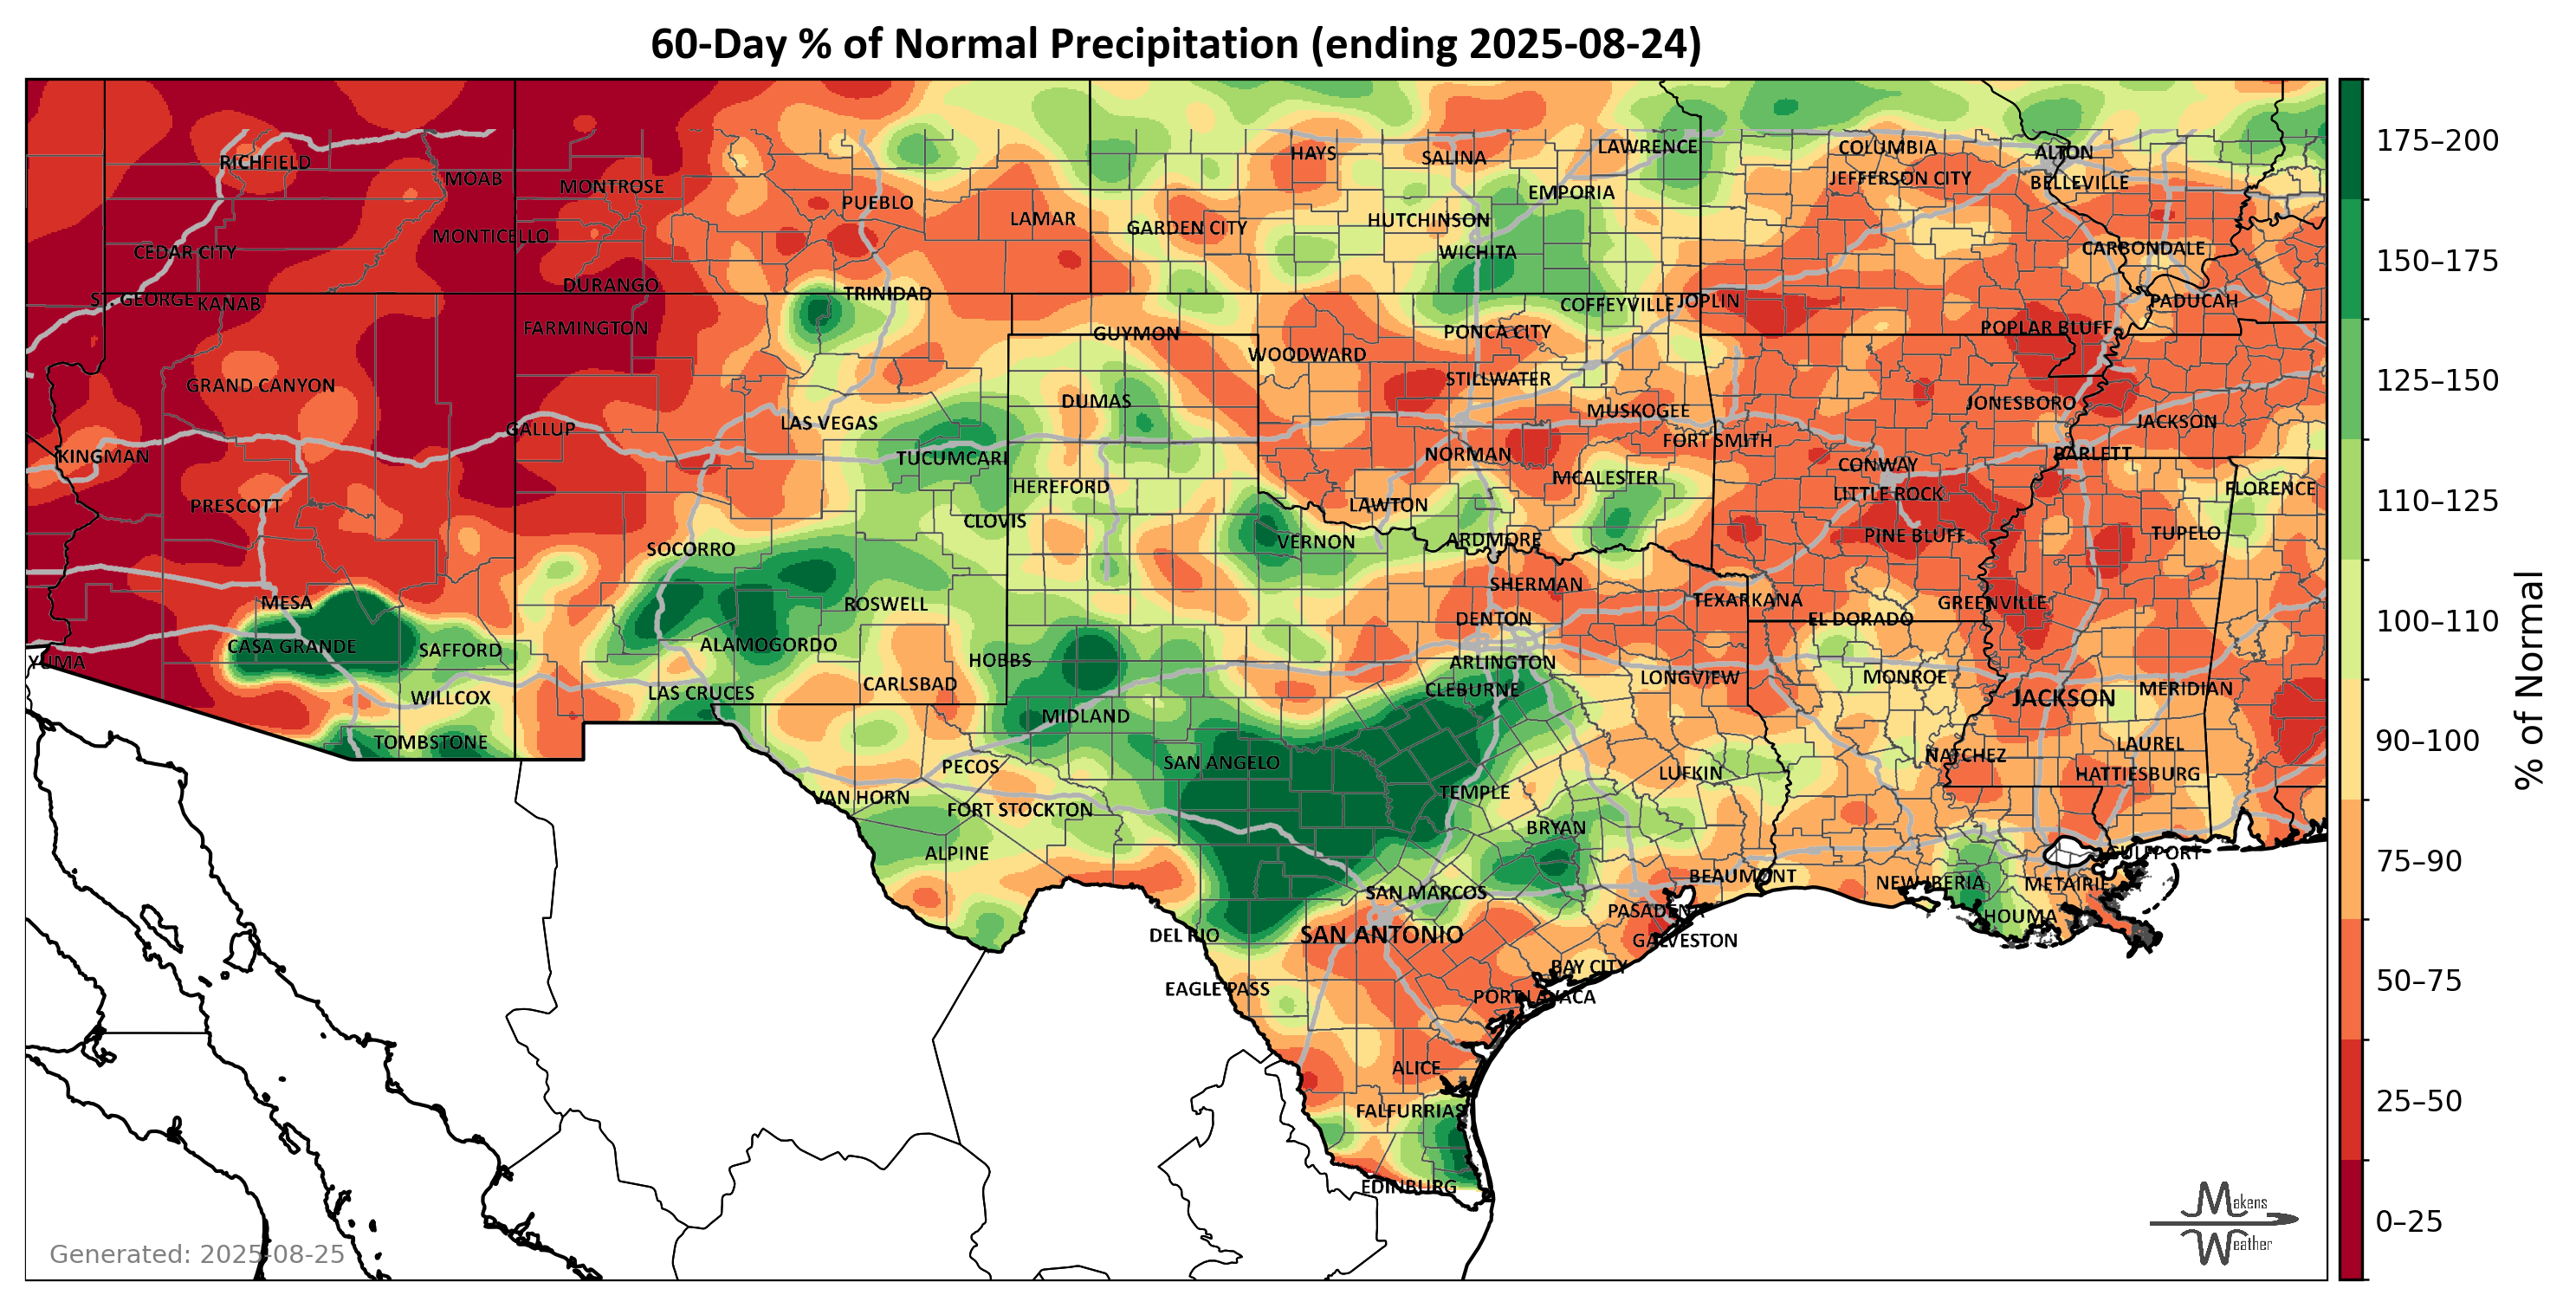 60-Day % of Normal Precipitation (ending 2025-08-24)
RICHFIELD
MOAB
MONTROSE
PUEBLO
LAMAR
HAYS
SALINA
LAWRENCE
COLUMBIA
ALTON
JEFFERSON CITY
BELLEVILLE
EMPORIA
GARDEN CITY
HUTCHINSON
WICHITA
MONTICELLO
CEDAR CITY
CARBONDALE
DURANGO
TRINIDAD
ST. GEORGE
KANAB
COFFEYVILLE
JOPLIN
PADUCAH
FARMINGTON
GUYMON
PONCA CITY
POPLAR BLUFF
WOODWARD
GRAND CANYON
STILLWATER
DUMAS
MUSKOGEE
JONESBORO
LAS VEGAS
JACKSON
GALLUP
FORT SMITH
KINGMAN
TUCUMCARI
NORMAN
CONWAY
BARLETT
HEREFORD
MCALESTER
FLORENCE
PRESCOTT
LAWTON
LITTLE ROCK
CLOVIS
PINE BLUFF
TUPELO
SOCORRO
VERNON
ARDMORE
SHERMAN
MESA
ROSWELL
TEXARKANA
GREENVILLE
DENTON
EL DORADO
CASA GRANDE
SAFFORD
ALAMOGORDO
YUMA
HOBBS
ARLINGTON
LONGVIEW
MONROE
CARLSBAD
CLEBURNE
MERIDIAN
WILLCOX
LAS CRUCES
JACKSON
MIDLAND
TOMBSTONE
LAUREL
NATCHEZ
PECOS
SAN ANGELO
LUFKIN
HATTIESBURG
VAN HORN
FORT STOCKTON
TEMPLE
BRYAN
ALPINE
GULFPORT
BEAUMONT
NEW IBERIA
METAIRIE
SAN MARCOS
PASADENA
HOUMA
DEL RIO
SAN ANTONIO
GALVESTON
BAY CITY
EAGLE PASS
PORT LAVACA
ALICE
FALFURRIAS
EDINBURG
Generated: 2025-08-25
Makens
Weather
175–200
150–175
125–150
110–125
100–110
90–100
75–90
50–75
25–50
0–25
% of Normal